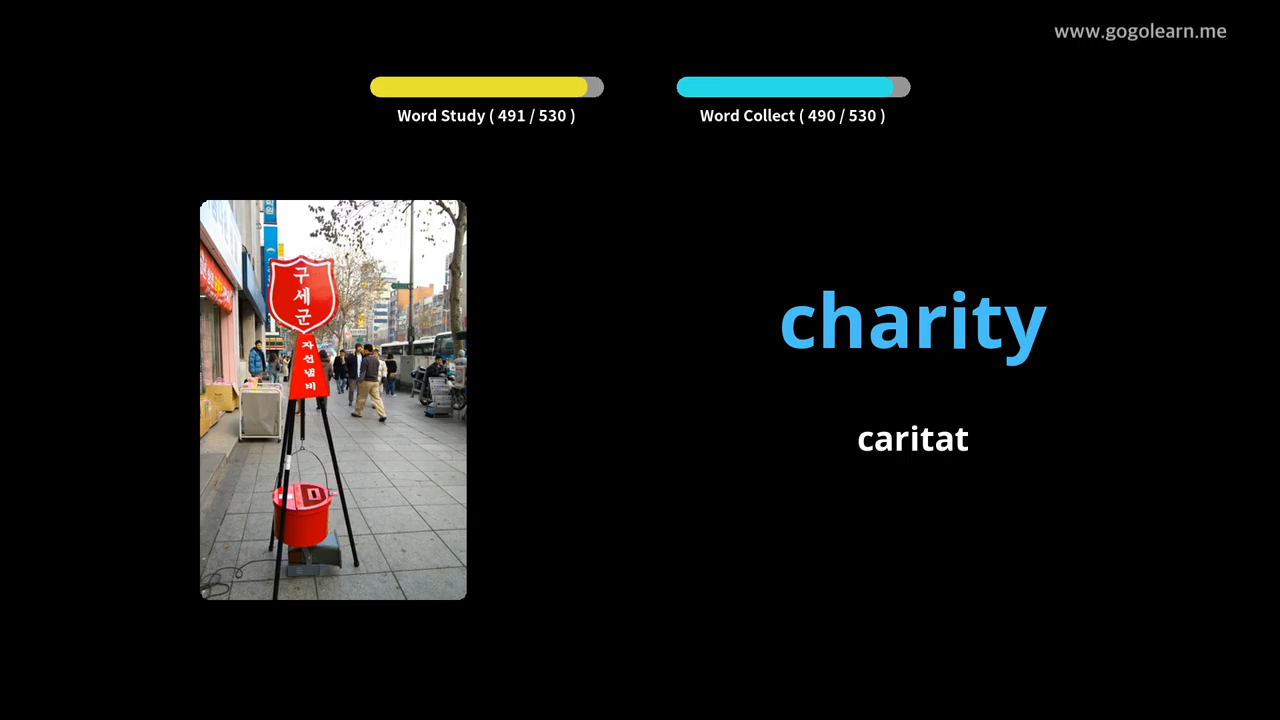 www.gogolearn.me
Word Study ( 491 / 530 )
Word Collect ( 490 / 530 )
구
세
군
자
선
냄
비
charity
caritat